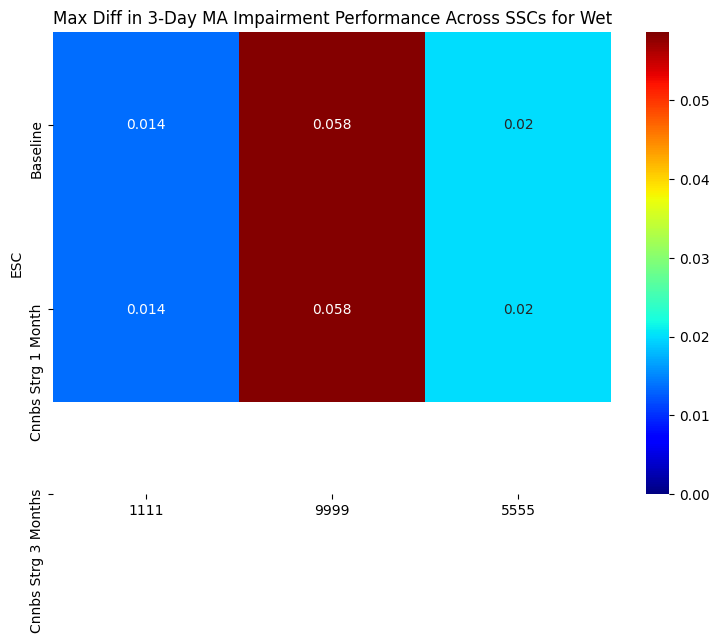 Max Diff in 3-Day MA Impairment Performance Across SSCs for Wet
ESC
Baseline
0.014 0.058 0.02
Cnnbs Strg 1 Month
0.014 0.058 0.02
Cnnbs Strg 3 Months
1111 9999 5555
0.05
0.04
0.03
0.02
0.01
0.00